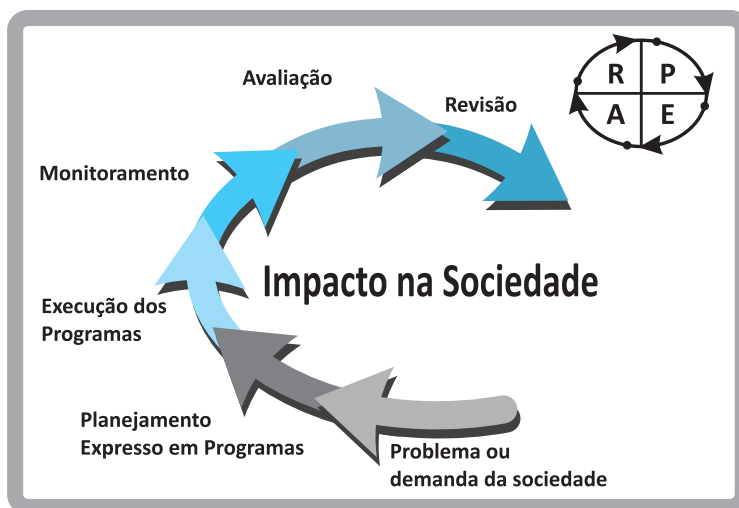 Avaliação
Revisão
R P
A E
Monitoramento
Impacto na Sociedade
Execução dos
Programas
Planejamento
Expresso em Programas
Problema ou
demanda da sociedade